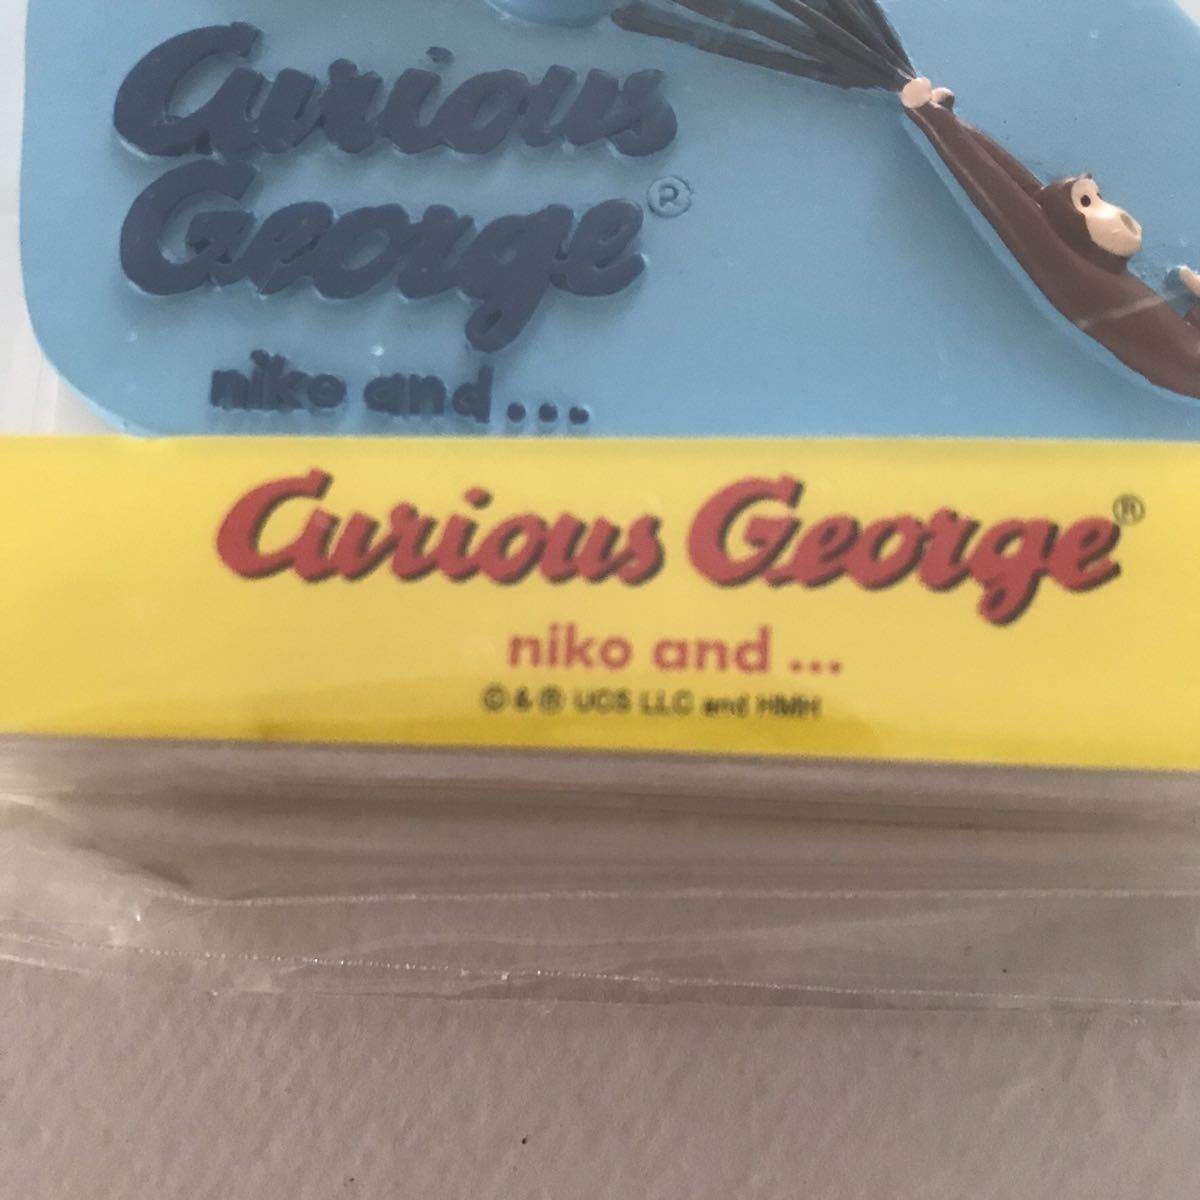 Curious
George®
niko and...
Curious George®
niko and ...
© & ® UCS LLC and HMH